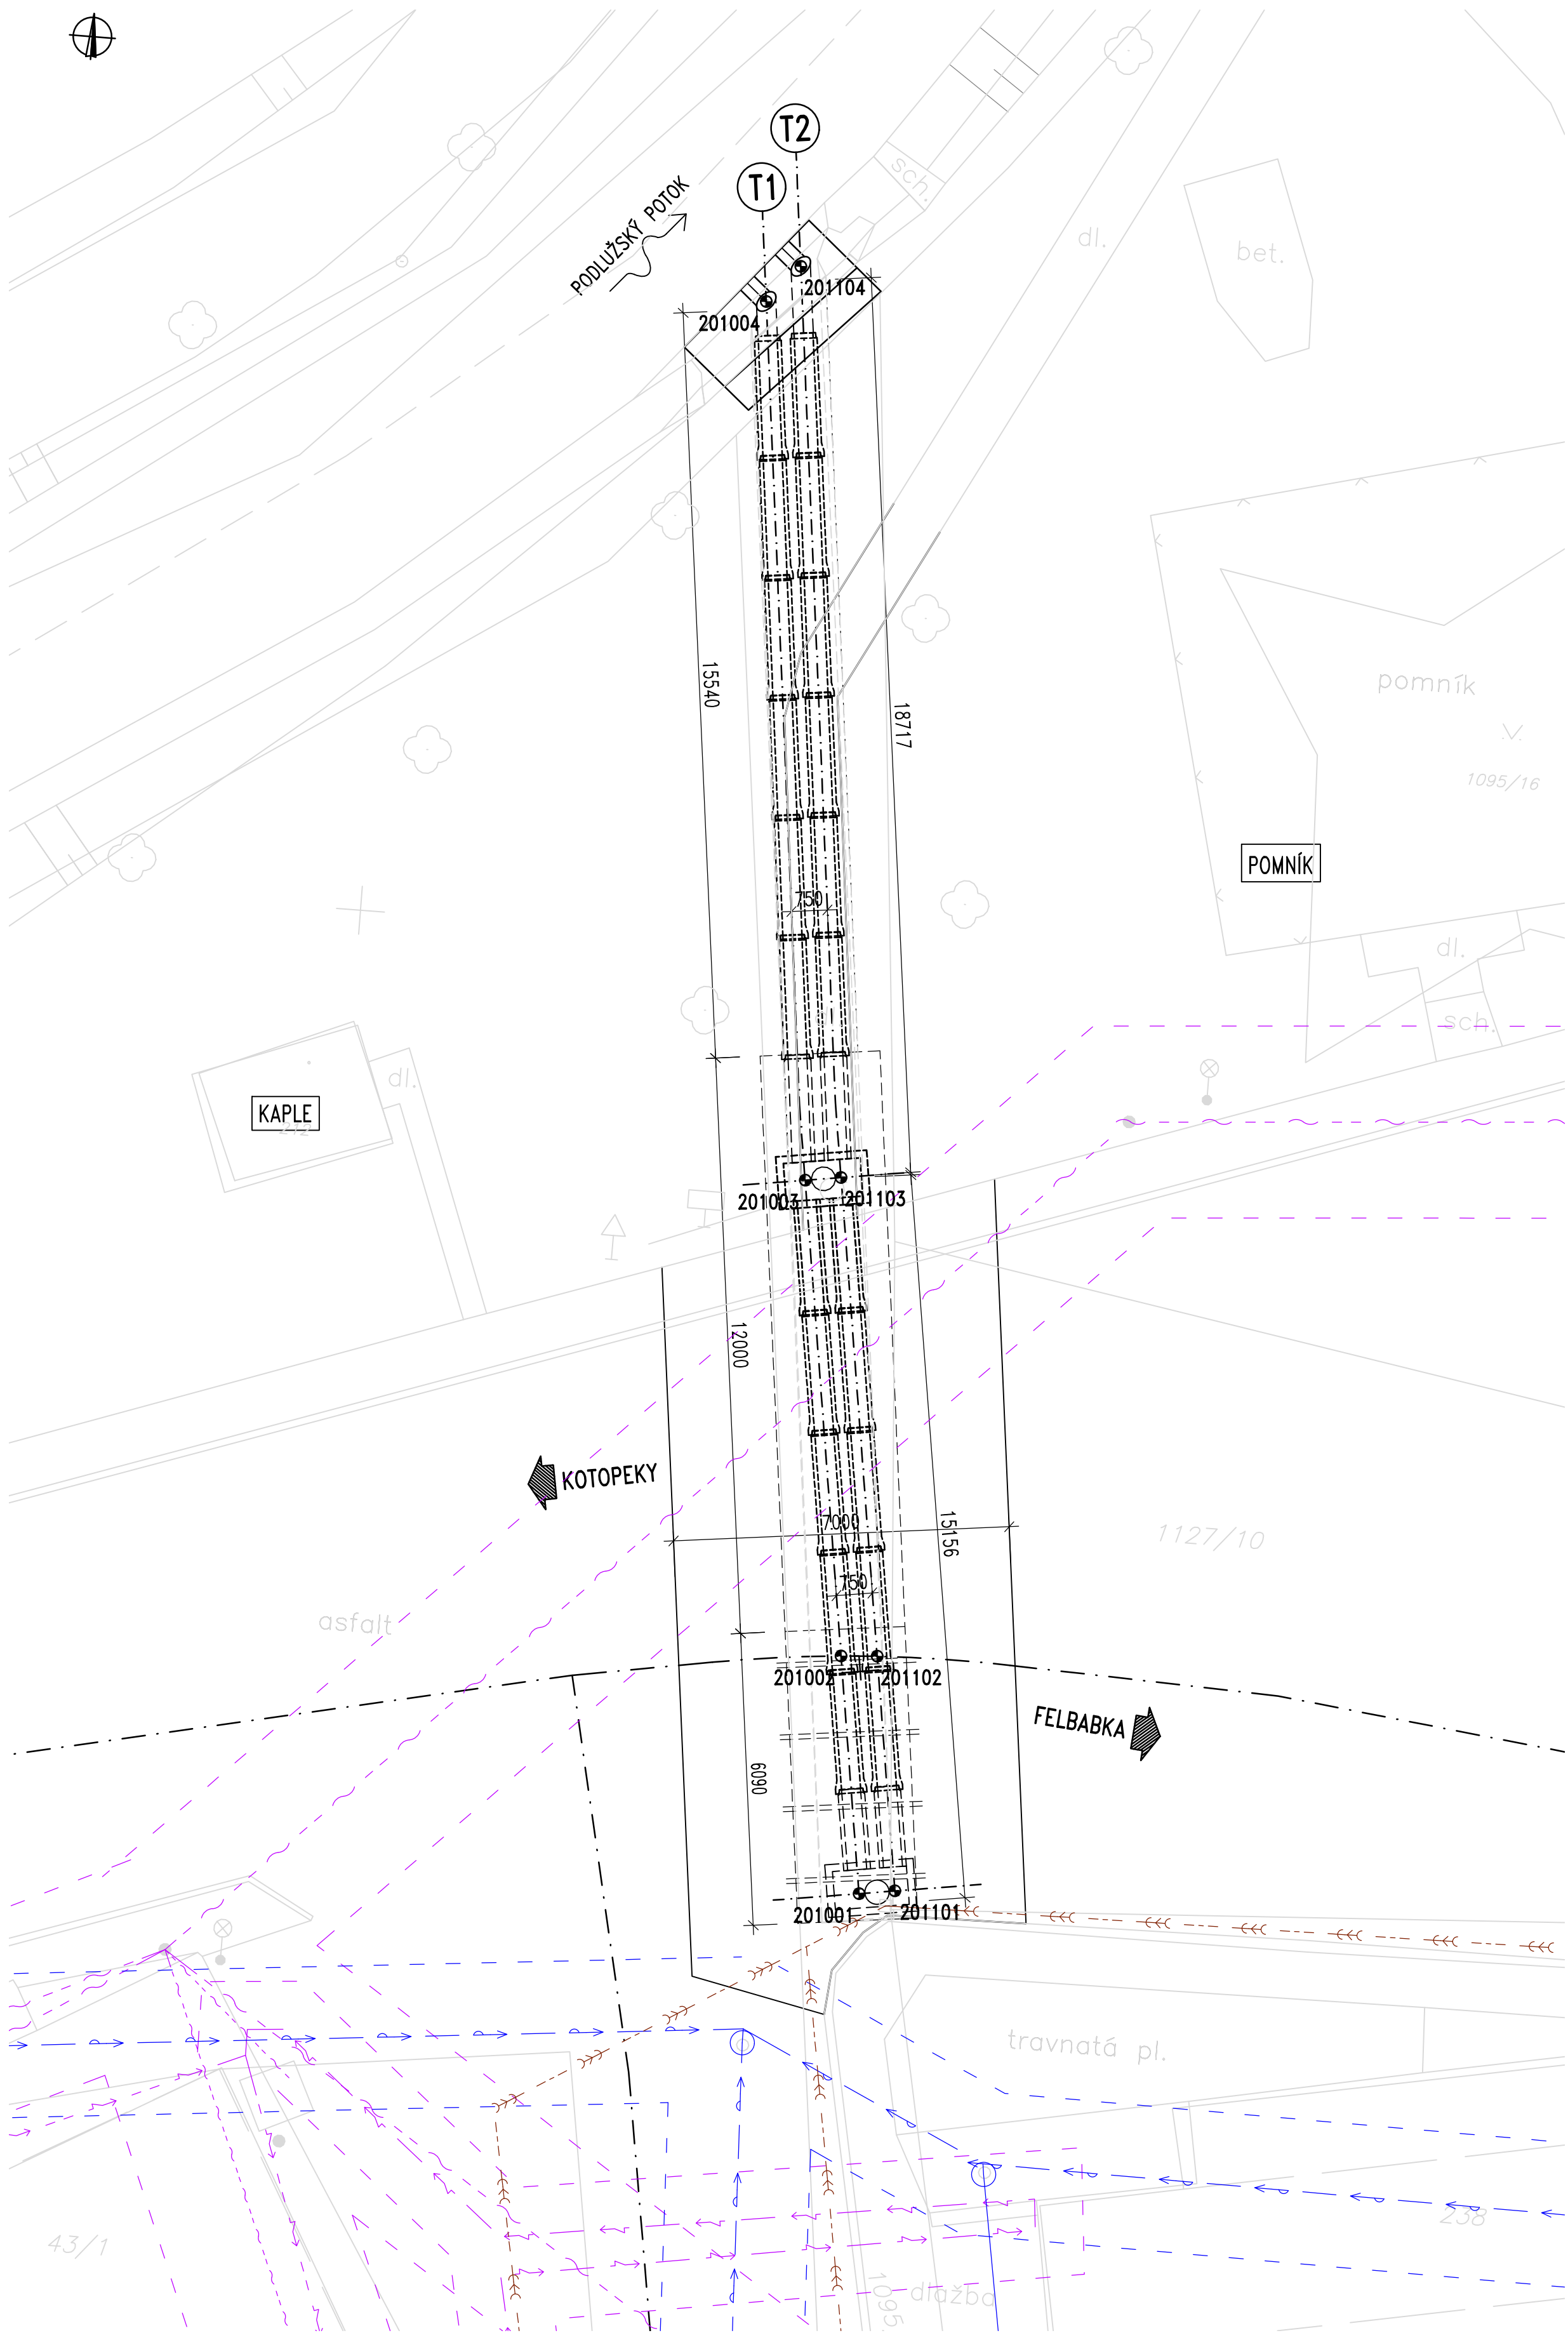 T2
T1
PODLUŽSKÝ POTOK
sch.
dl.
bet.
201104
201004
15540
18717
pomník
1095/16
POMNÍK
750
dl.
sch.
dl.
KAPLE
212
201003
201103
12000
KOTOPEKY
7000
15156
1127/10
asfalt
750
201002
201102
FELBABKA
6090
201001
201101
travnatá pl.
43/1
238
1095
dlažba